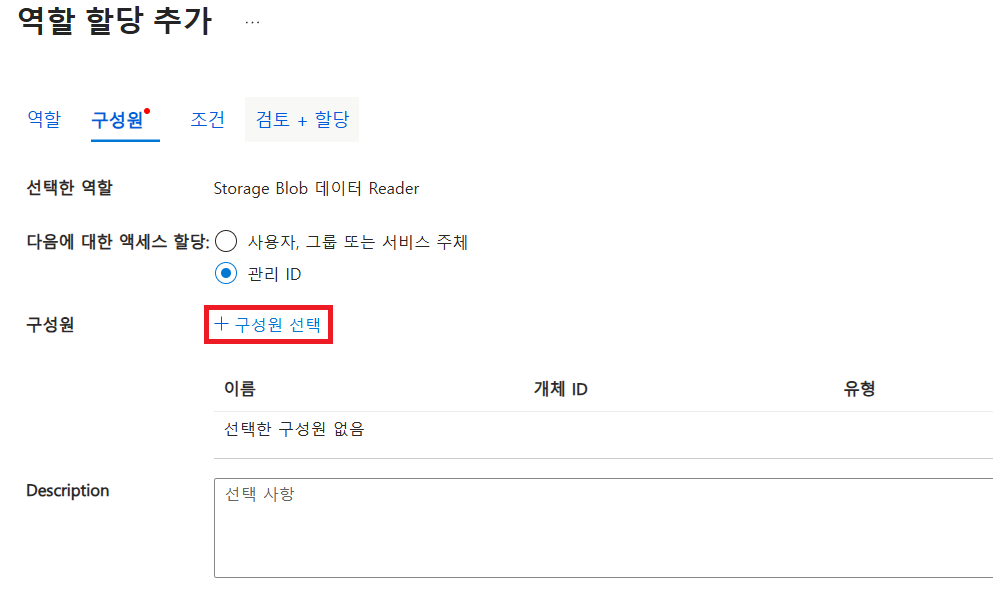 역할 할당 추가 ...
역할 구성원 조건 검토 + 할당
선택한 역할 Storage Blob 데이터 Reader
다음에 대한 액세스 할당: 사용자, 그룹 또는 서비스 주체
관리 ID
구성원 + 구성원 선택
이름 개체 ID 유형
선택한 구성원 없음
Description 선택 사항